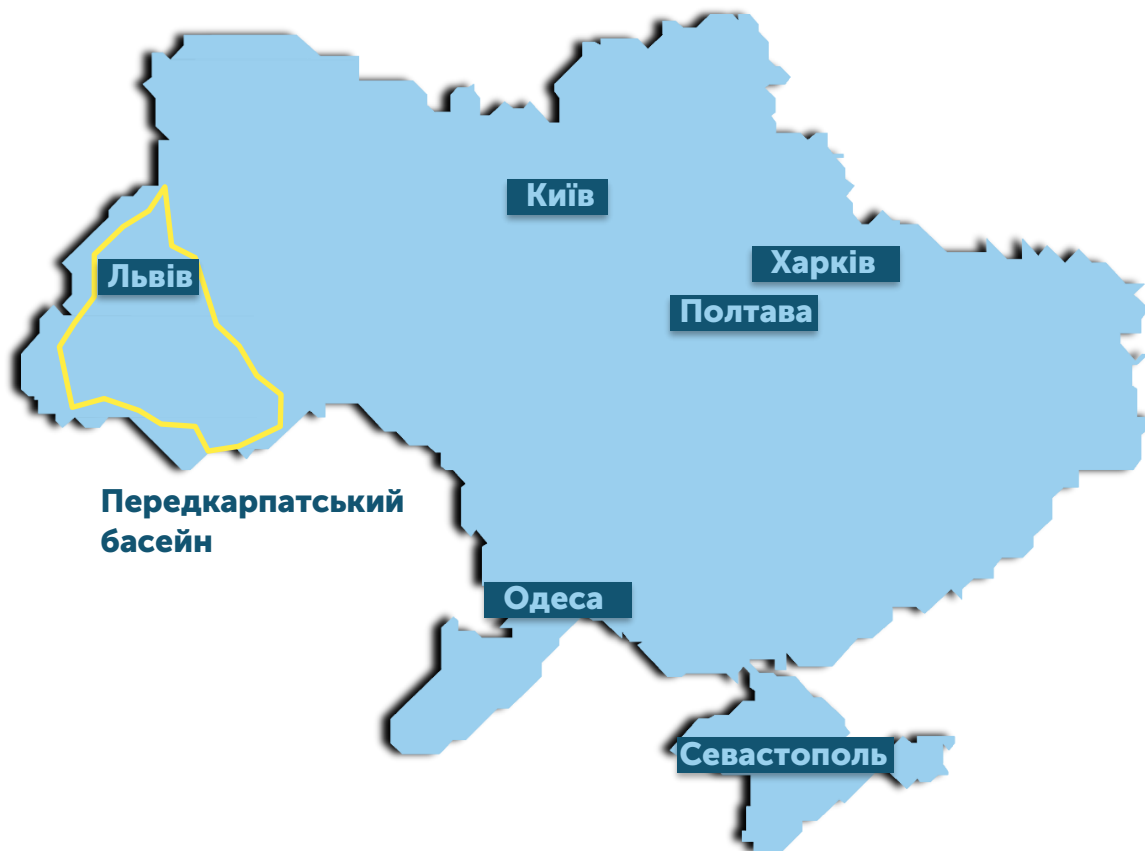 Київ
Харків
Львів
Полтава
Передкарпатський
басейн
Одеса
Севастополь